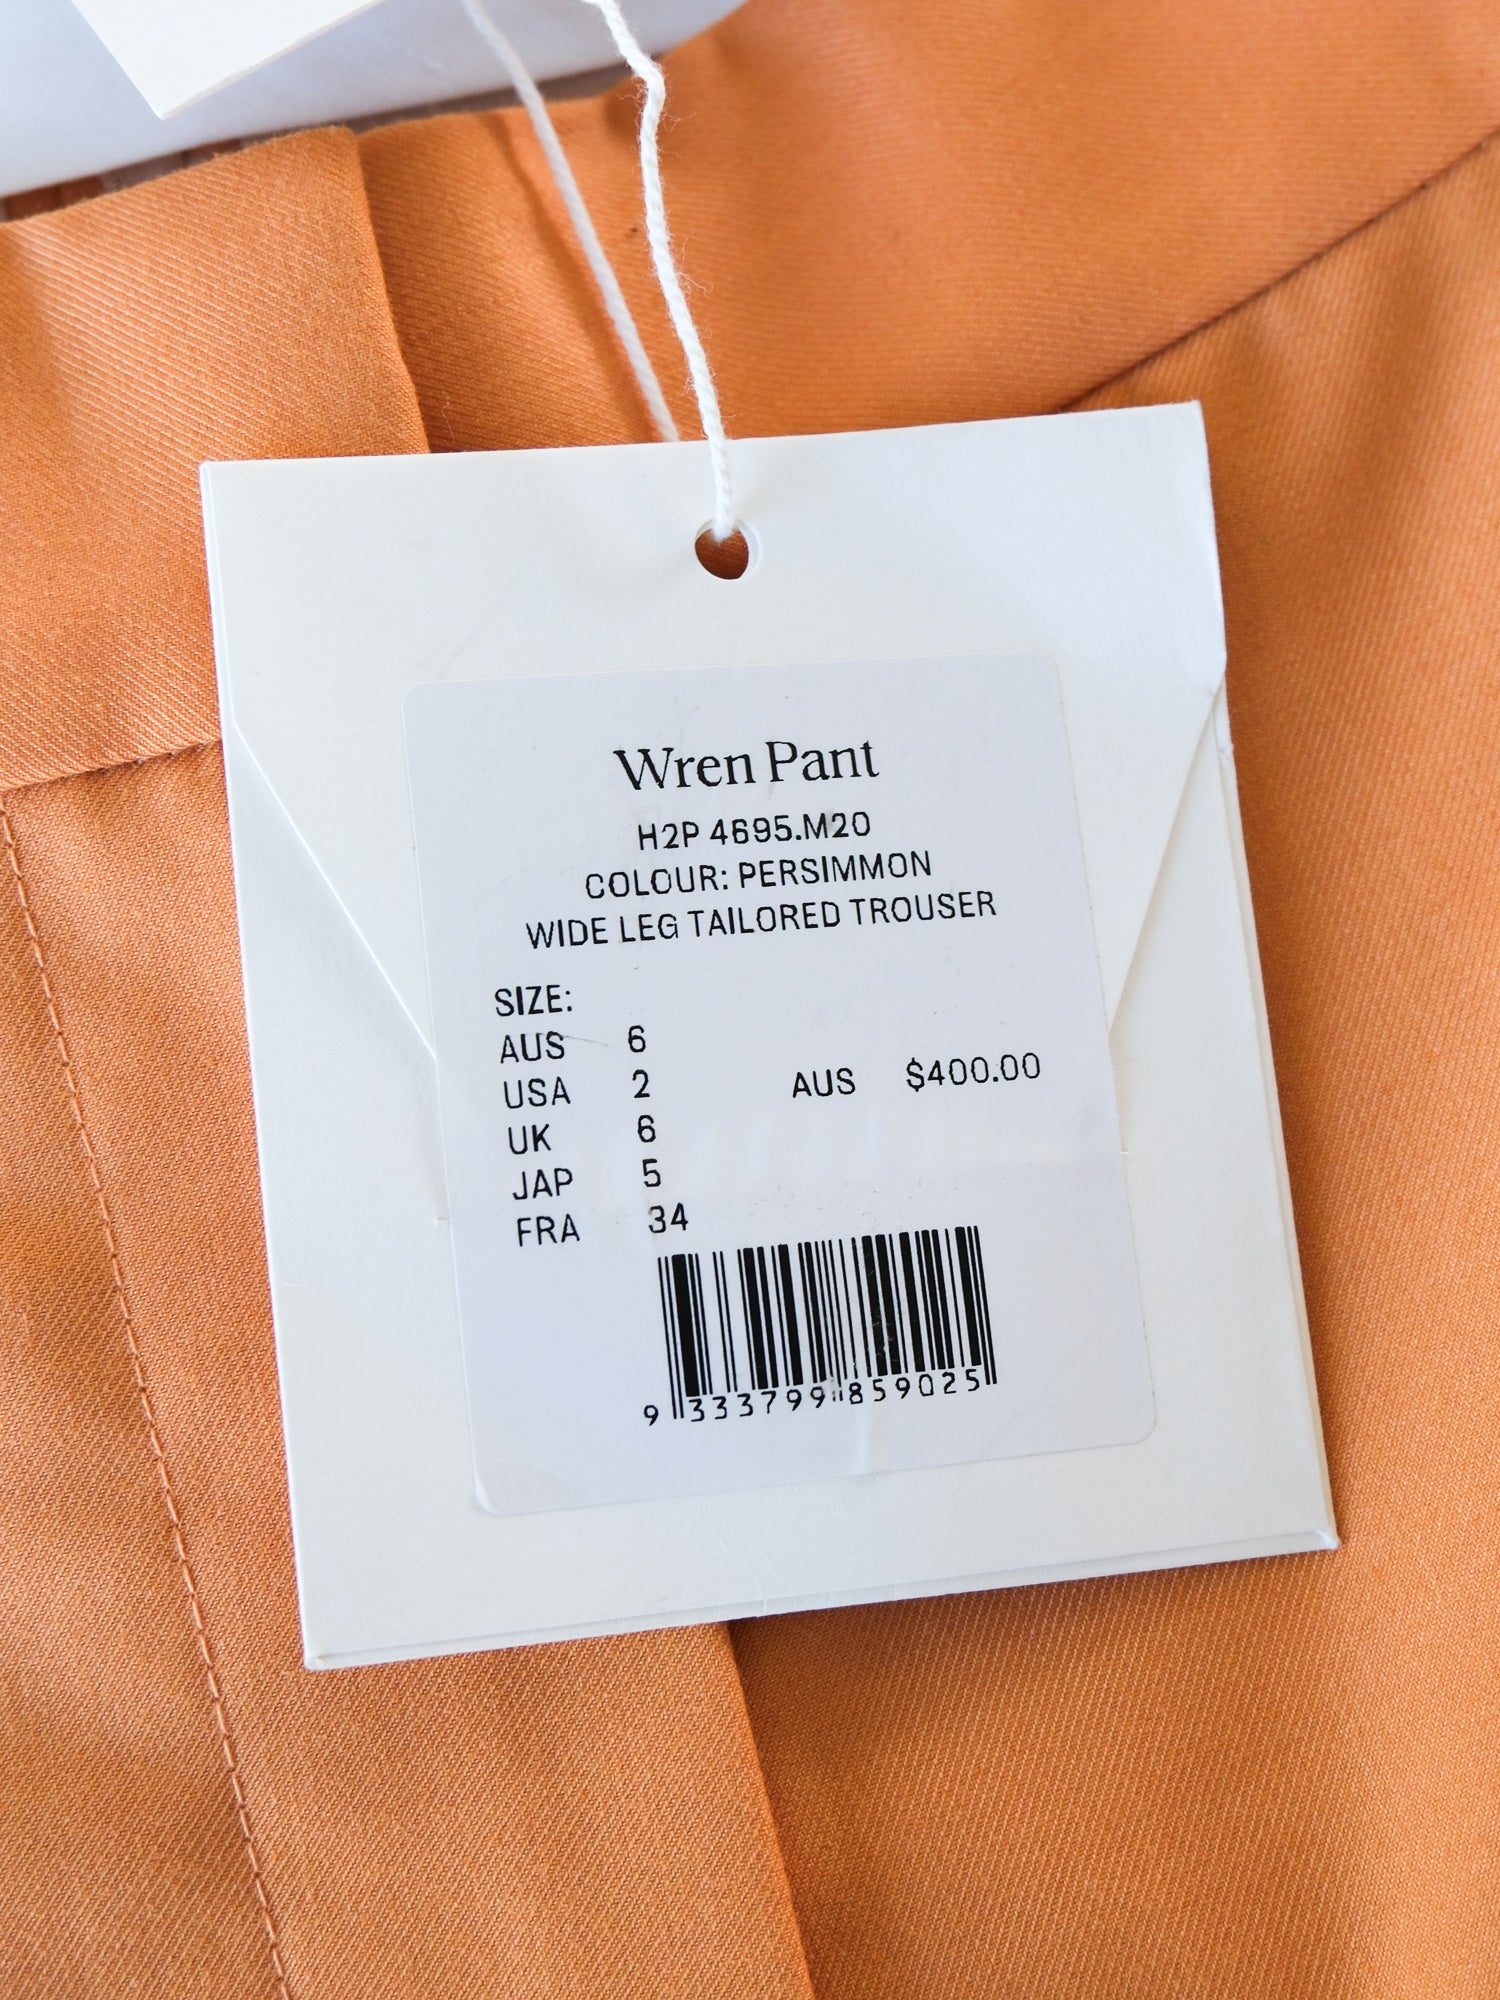 Wren Pant
H2P 4695.M20
COLOUR: PERSIMMON
WIDE LEG TAILORED TROUSER
SIZE:
AUS 6
USA 2
UK 6
JAP 5
FRA 34
AUS $400.00
9 333799 859025